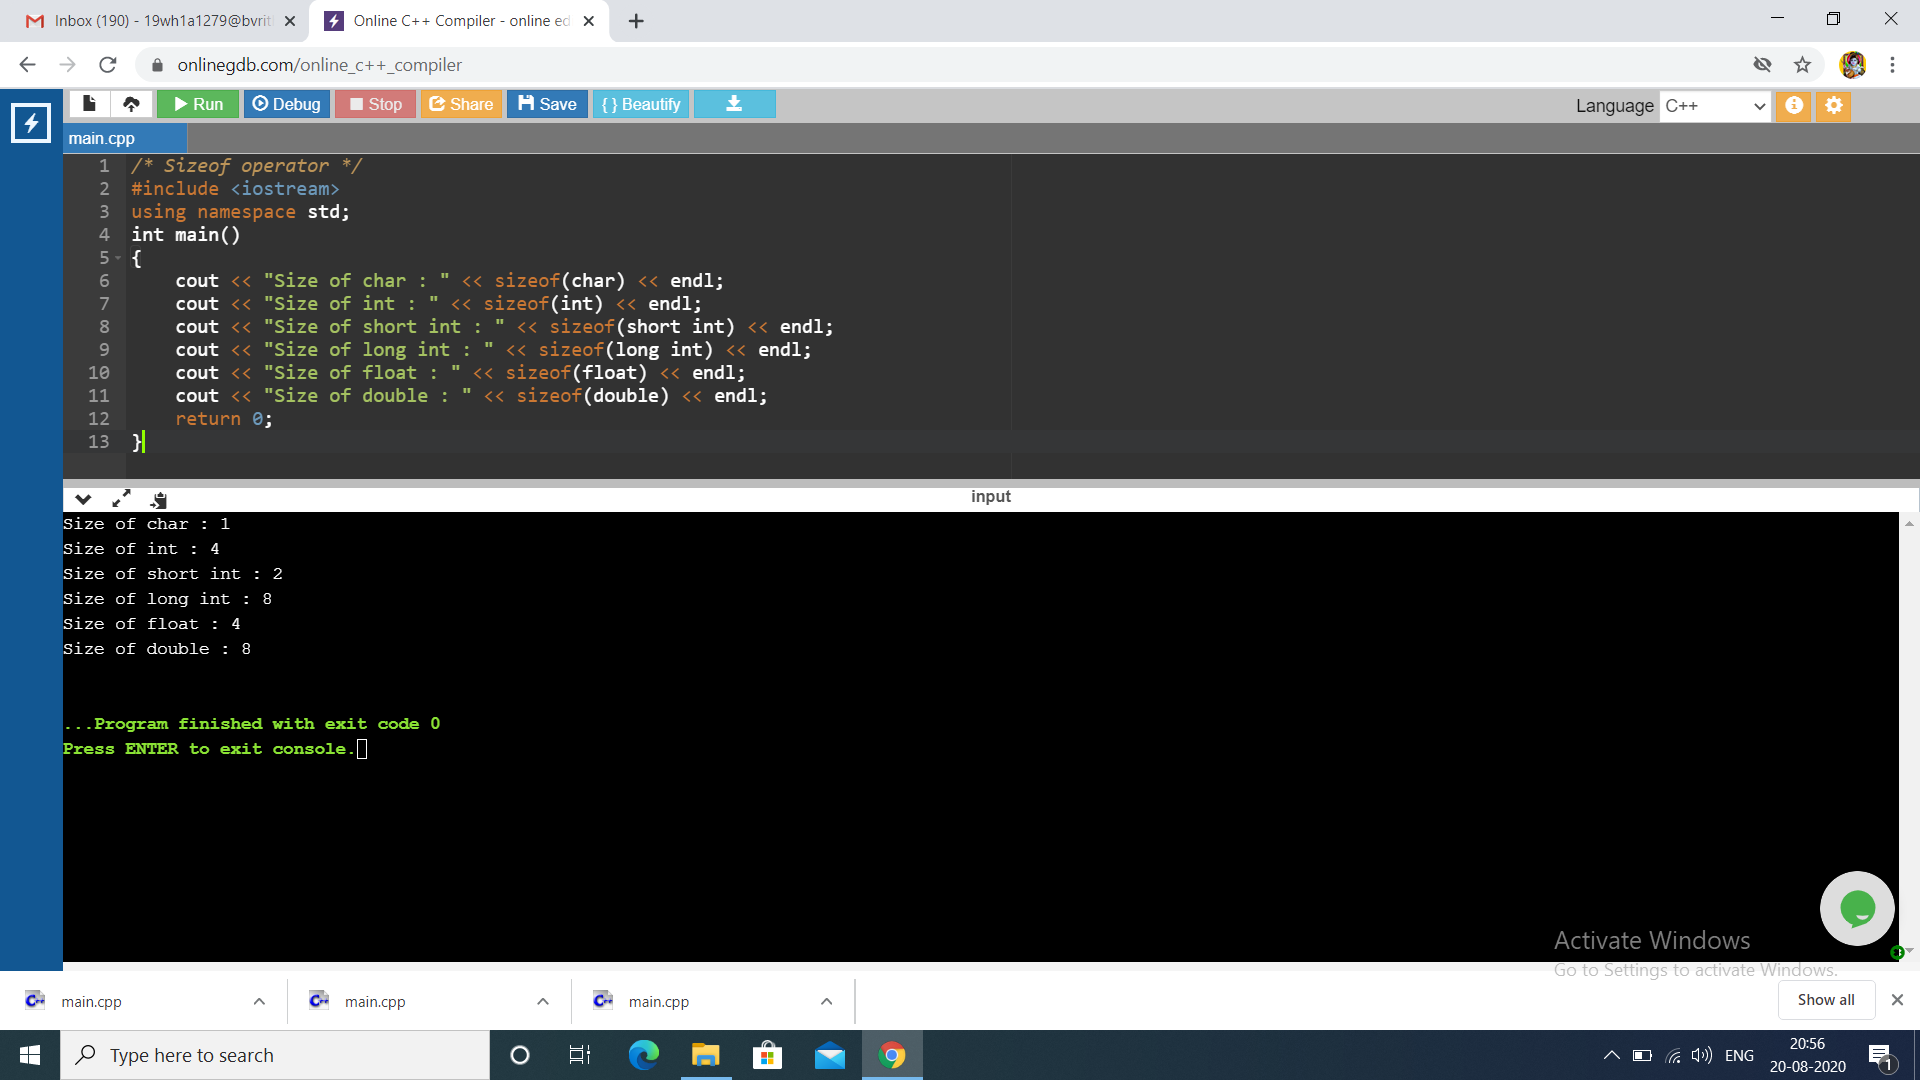 Inbox (190) - 19wh1a1279@bvrit
Online C++ Compiler - online ed
onlinegdb.com/online_c++_compiler
Run
Debug
Stop
Share
Save
{ } Beautify
Language
C++
main.cpp
1 /* Sizeof operator */
2 #include <iostream>
3 using namespace std;
4 int main()
5 {
6 cout << "Size of char : " << sizeof(char) << endl;
7 cout << "Size of int : " << sizeof(int) << endl;
8 cout << "Size of short int : " << sizeof(short int) << endl;
9 cout << "Size of long int : " << sizeof(long int) << endl;
10 cout << "Size of float : " << sizeof(float) << endl;
11 cout << "Size of double : " << sizeof(double) << endl;
12 return 0;
13 }
input
Size of char : 1
Size of int : 4
Size of short int : 2
Size of long int : 8
Size of float : 4
Size of double : 8
...Program finished with exit code 0
Press ENTER to exit console.
Activate Windows
Go to Settings to activate Windows.
main.cpp
main.cpp
main.cpp
Show all
Type here to search
ENG
20:56
20-08-2020
1